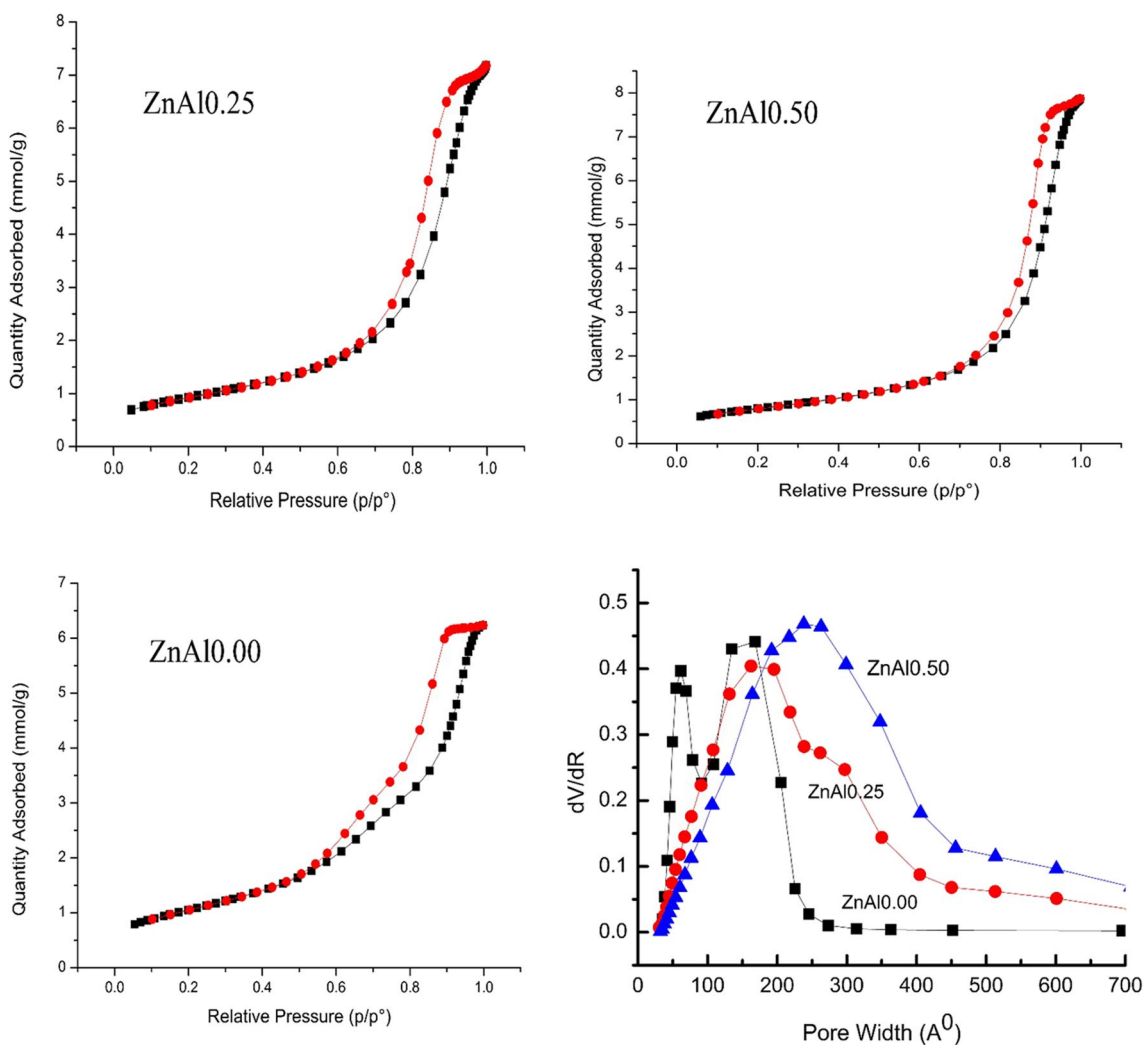 8
7
6
5
4
3
2
1
0
Quantity Adsorbed (mmol/g)
ZnAl0.25
0.0 0.2 0.4 0.6 0.8 1.0
Relative Pressure (p/p°)
8
7
6
5
4
3
2
1
0
Quantity Adsorbed (mmol/g)
ZnAl0.50
0.0 0.2 0.4 0.6 0.8 1.0
Relative Pressure (p/p°)
7
6
5
4
3
2
1
0
Quantity Adsorbed (mmol/g)
ZnAl0.00
0.0 0.2 0.4 0.6 0.8 1.0
Relative Pressure (p/p°)
0.5
0.4
0.3
0.2
0.1
0.0
dV/dR
ZnAl0.50
ZnAl0.25
ZnAl0.00
0 100 200 300 400 500 600 700
Pore Width (A⁰)